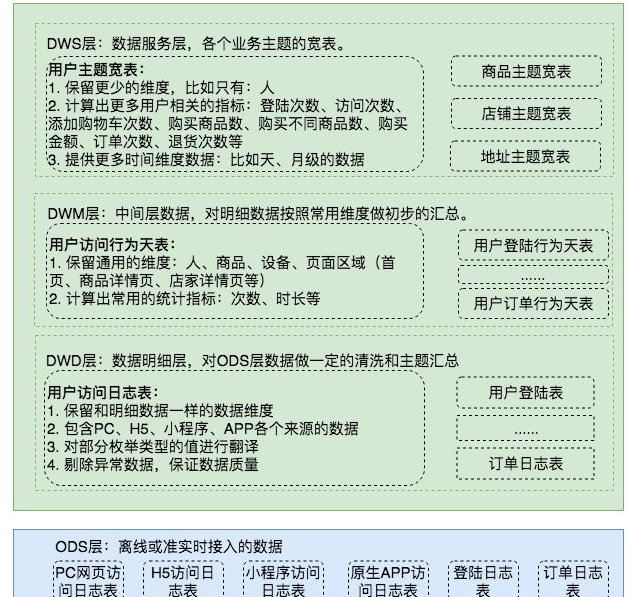 DWS层：数据服务层，各个业务主题的宽表。
用户主题宽表：
1. 保留更少的维度，比如只有：人
2. 计算出更多用户相关的指标：登陆次数、访问次数、
添加购物车次数、购买商品数、购买不同商品数、购买
金额、订单次数、退货次数等
3. 提供更多时间维度数据：比如天、月级的数据
商品主题宽表
店铺主题宽表
地址主题宽表
DWM层：中间层数据，对明细数据按照常用维度做初步的汇总。
用户访问行为天表：
1. 保留通用的维度：人、商品、设备、页面区域（首
页、商品详情页、店家详情页等）
2. 计算出常用的统计指标：次数、时长等
用户登陆行为天表
......
用户订单行为天表
DWD层：数据明细层，对ODS层数据做一定的清洗和主题汇总
用户访问日志表：
1. 保留和明细数据一样的数据维度
2. 包含PC、H5、小程序、APP各个来源的数据
3. 对部分枚举类型的值进行翻译
4. 剔除异常数据，保证数据质量
用户登陆表
......
订单日志表
ODS层：离线或准实时接入的数据
PC网页访
问日志表
H5访问日
志表
小程序访问
日志表
原生APP访
问日志表
登陆日志
表
订单日志
表